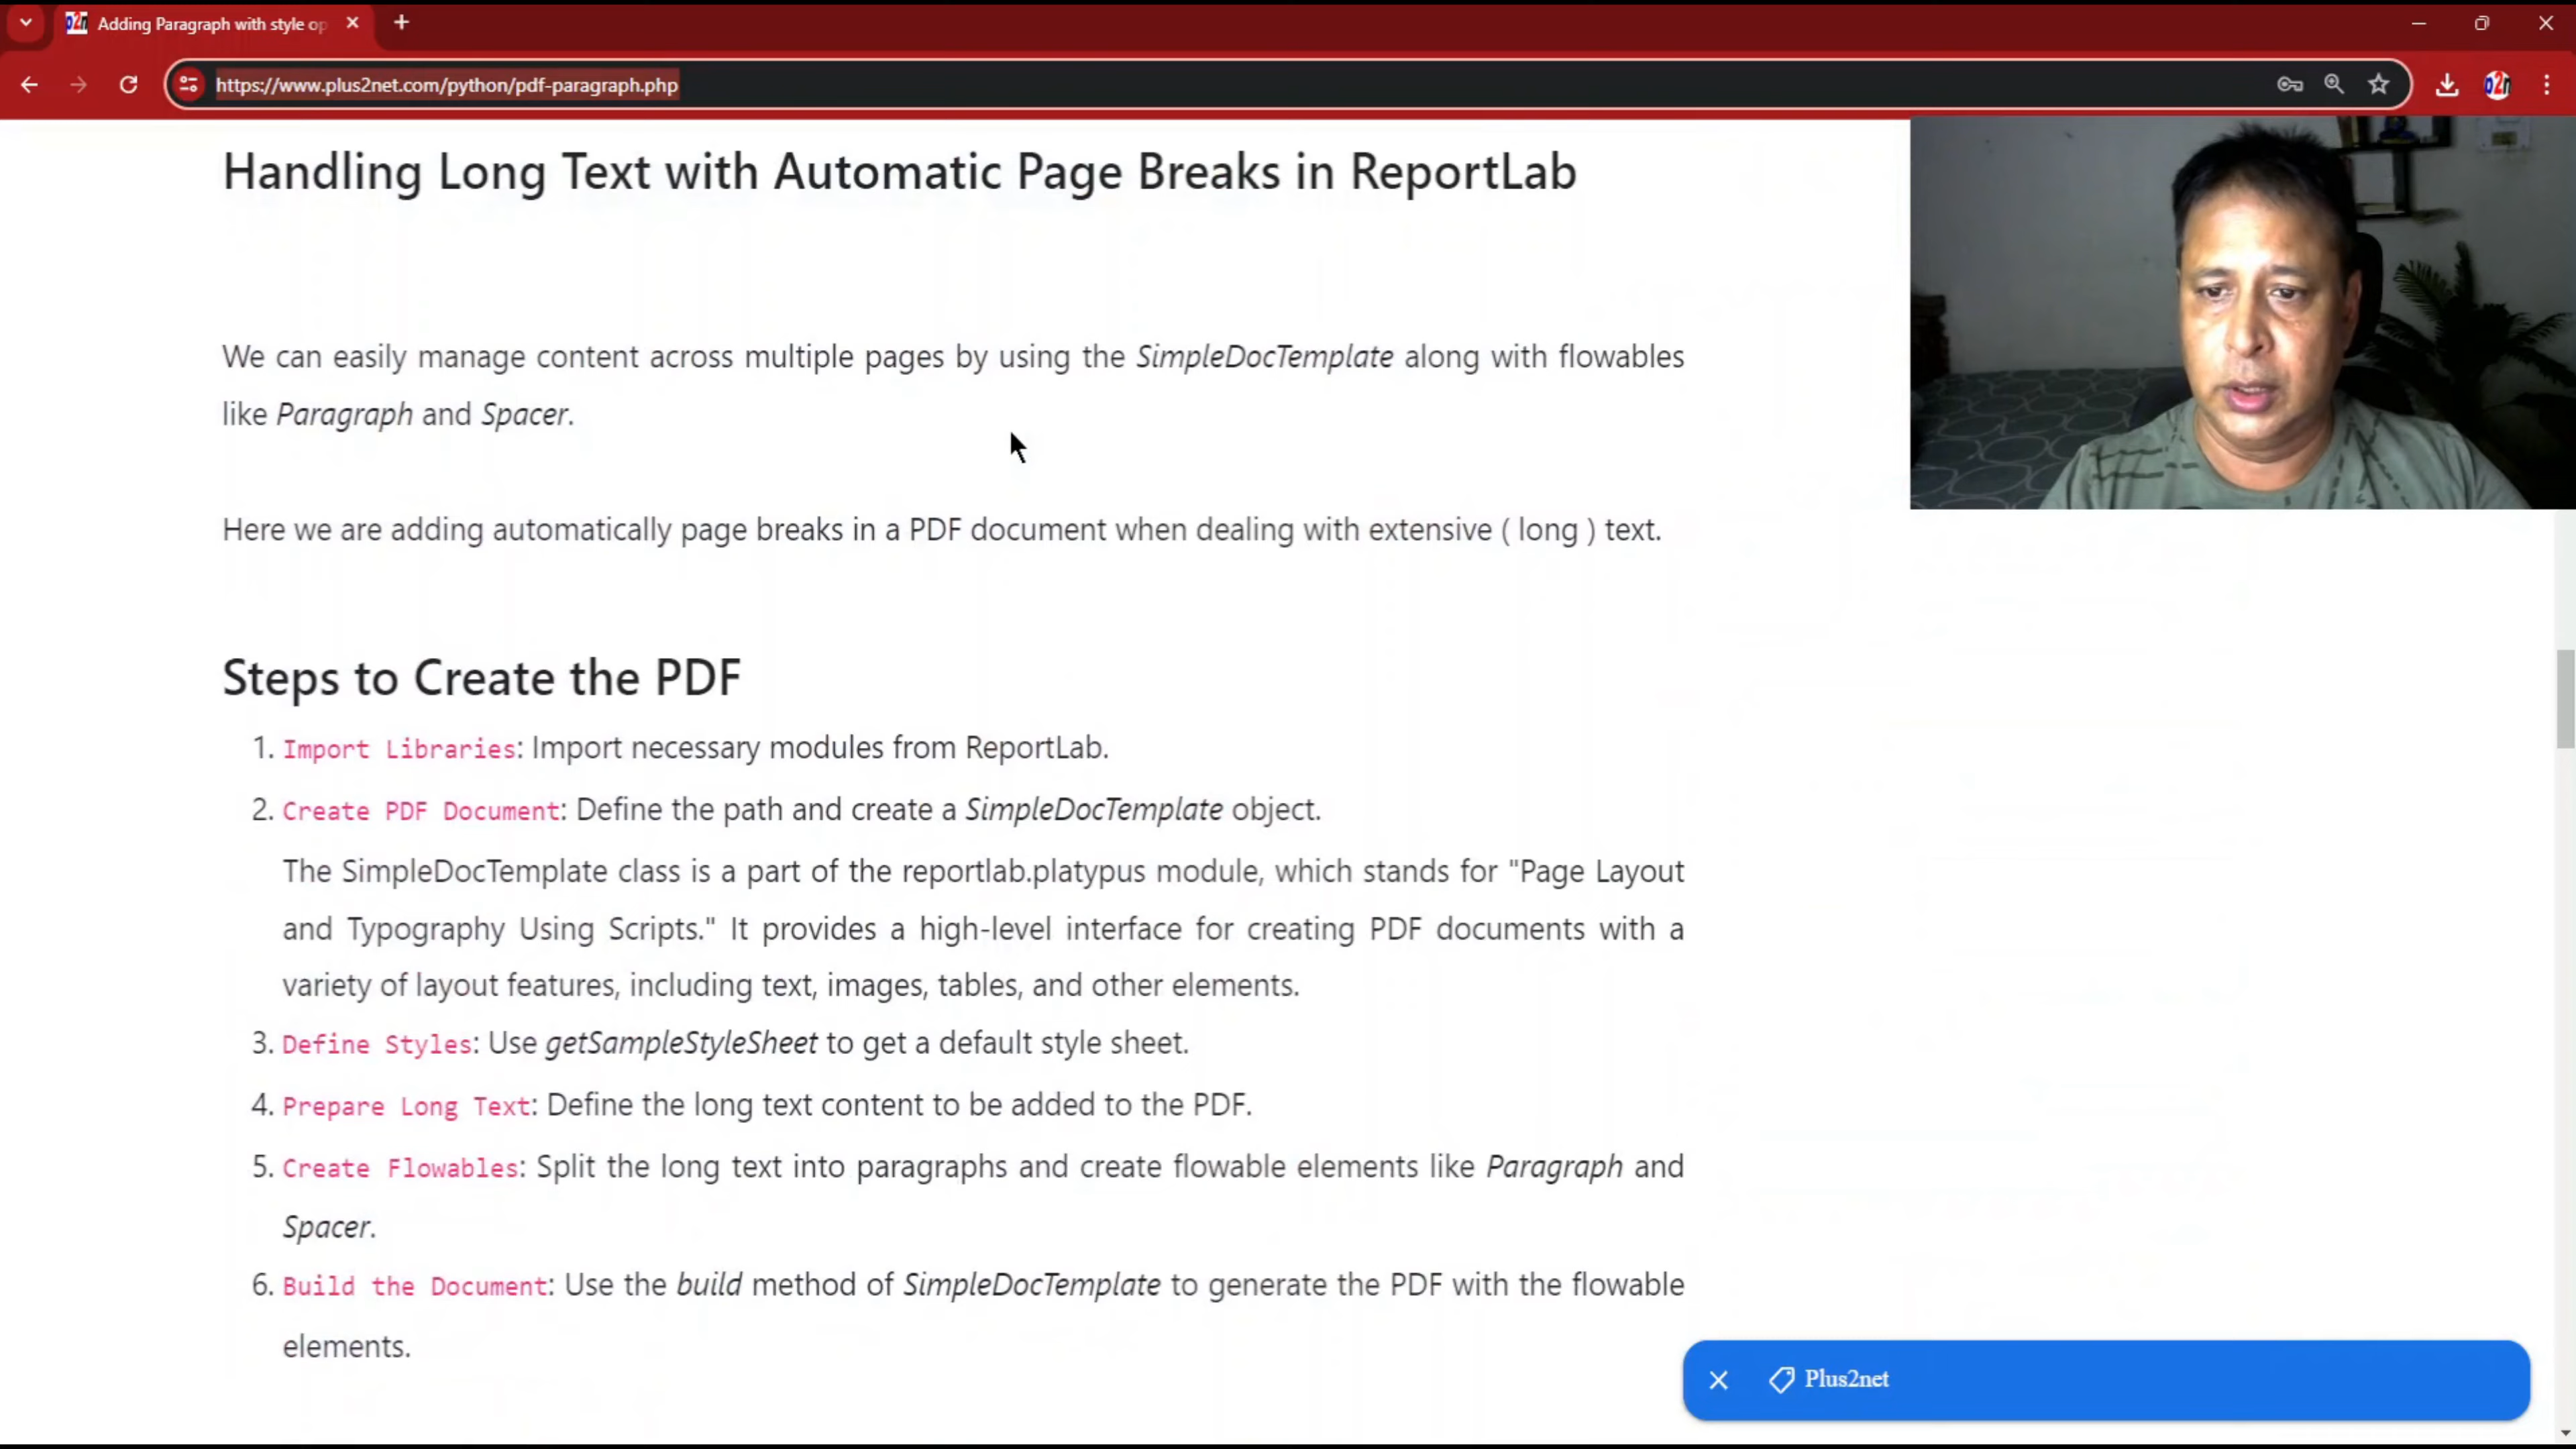 Adding Paragraph with style op
https://www.plus2net.com/python/pdf-paragraph.php
Handling Long Text with Automatic Page Breaks in ReportLab
We can easily manage content across multiple pages by using the SimpleDocTemplate along with flowables
like Paragraph and Spacer.
Here we are adding automatically page breaks in a PDF document when dealing with extensive ( long ) text.
Steps to Create the PDF
1. Import Libraries: Import necessary modules from ReportLab.
2. Create PDF Document: Define the path and create a SimpleDocTemplate object.
The SimpleDocTemplate class is a part of the reportlab.platypus module, which stands for "Page Layout
and Typography Using Scripts." It provides a high-level interface for creating PDF documents with a
variety of layout features, including text, images, tables, and other elements.
3. Define Styles: Use getSampleStyleSheet to get a default style sheet.
4. Prepare Long Text: Define the long text content to be added to the PDF.
5. Create Flowables: Split the long text into paragraphs and create flowable elements like Paragraph and
Spacer.
6. Build the Document: Use the build method of SimpleDocTemplate to generate the PDF with the flowable
elements.
Plus2net